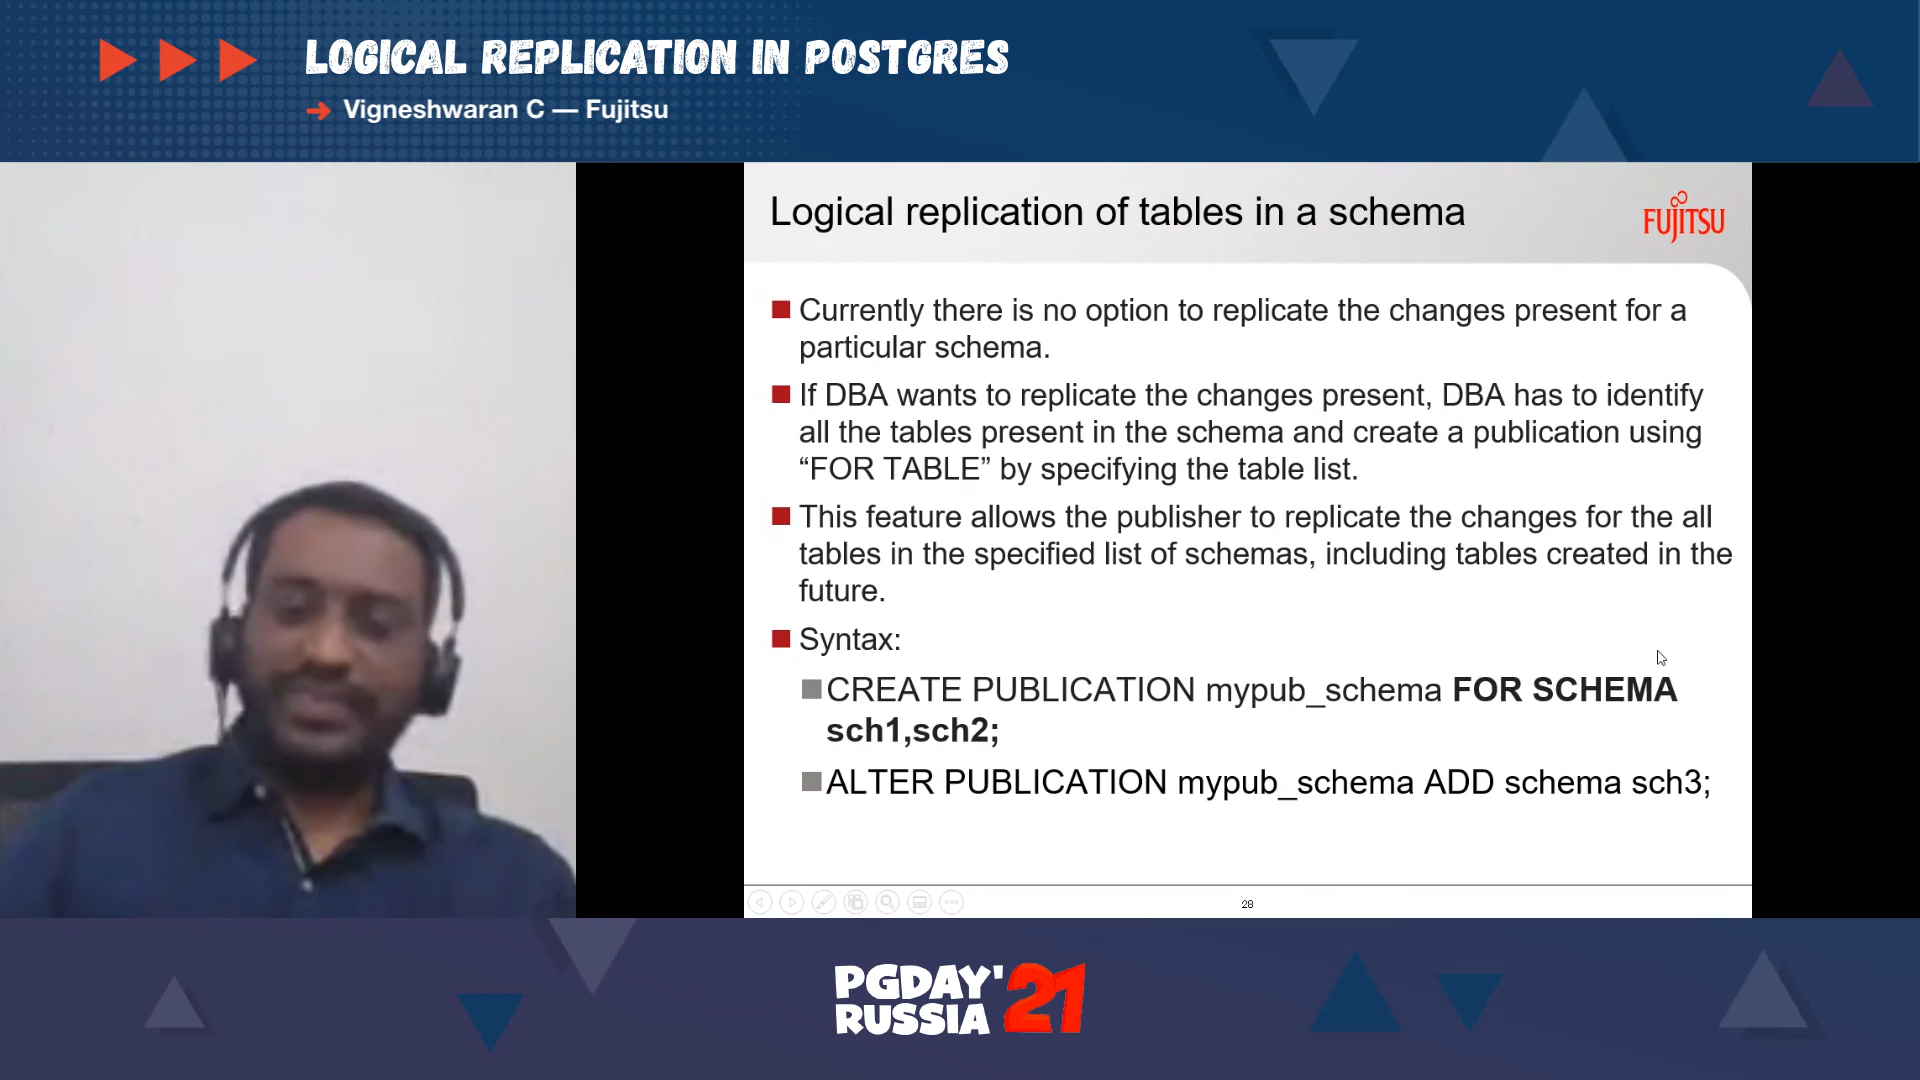 LOGICAL REPLICATION IN POSTGRES
Vigneshwaran C — Fujitsu
Logical replication of tables in a schema
FUJITSU
Currently there is no option to replicate the changes present for a
particular schema.
If DBA wants to replicate the changes present, DBA has to identify
all the tables present in the schema and create a publication using
“FOR TABLE” by specifying the table list.
This feature allows the publisher to replicate the changes for the all
tables in the specified list of schemas, including tables created in the
future.
Syntax:
CREATE PUBLICATION mypub_schema FOR SCHEMA
sch1,sch2;
ALTER PUBLICATION mypub_schema ADD schema sch3;
28
PGDAY'21
RUSSIA